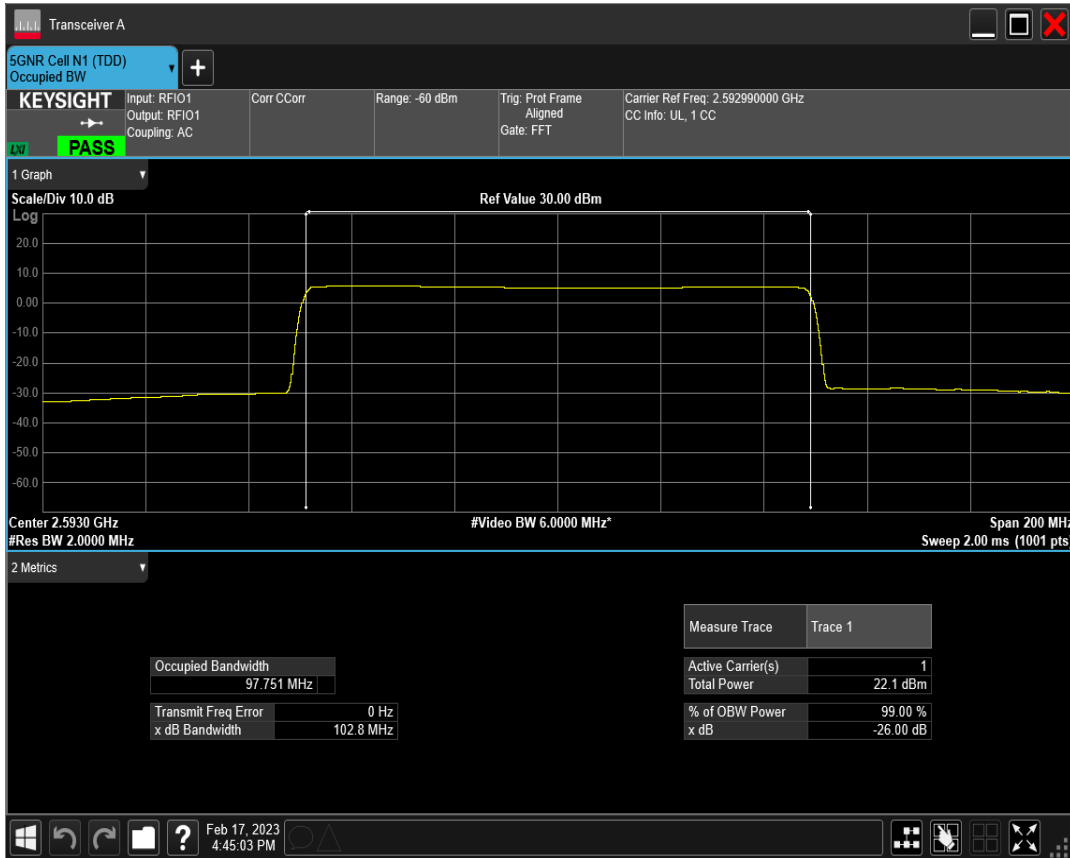 Transceiver A
5GNR Cell N1 (TDD)
Occupied BW
+
KEYSIGHT
LXI
PASS
Input: RFIO1
Output: RFIO1
Coupling: AC
Corr CCorr
Range: -60 dBm
Trig: Prot Frame
Aligned
Gate: FFT
Carrier Ref Freq: 2.592990000 GHz
CC Info: UL, 1 CC
1 Graph
Scale/Div 10.0 dB
Ref Value 30.00 dBm
Log
20.0
10.0
0.00
-10.0
-20.0
-30.0
-40.0
-50.0
-60.0
Center 2.5930 GHz
#Video BW 6.0000 MHz*
Span 200 MHz
#Res BW 2.0000 MHz
Sweep 2.00 ms (1001 pts)
2 Metrics
Measure Trace Trace 1
Occupied Bandwidth
97.751 MHz
Active Carrier(s) 1
Total Power 22.1 dBm
Transmit Freq Error 0 Hz
x dB Bandwidth 102.8 MHz
% of OBW Power 99.00 %
x dB -26.00 dB
?
Feb 17, 2023
4:45:03 PM